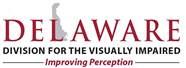 DELAWARE
DIVISION FOR THE VISUALLY IMPAIRED
Improving Perception